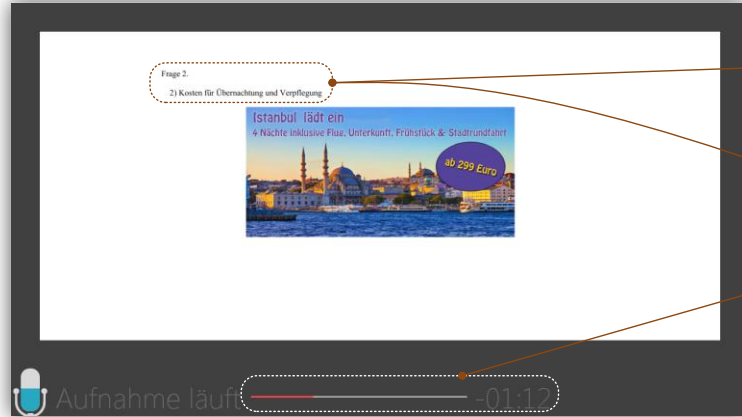 Frage 2.
2) Kosten für Übernachtung und Verpflegung
Istanbul lädt ein
4 Nächte inklusive Flug, Unterkunft, Frühstück & Stadtrundfahrt
ab 299 Euro
Aufnahme läuft
-01:12